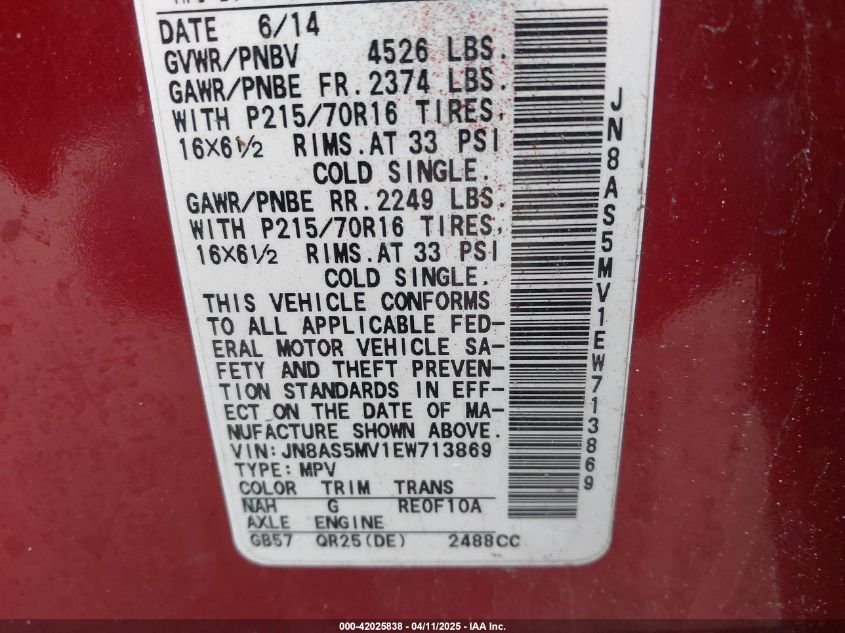 DATE 6/14
GVWR/PNBV 4526 LBS.
GAWR/PNBE FR. 2374 LBS.
WITH P215/70R16 TIRES,
16X6½ RIMS. AT 33 PSI
COLD SINGLE.
GAWR/PNBE RR. 2249 LBS.
WITH P215/70R16 TIRES,
16X6½ RIMS. AT 33 PSI
COLD SINGLE.
THIS VEHICLE CONFORMS
TO ALL APPLICABLE FED-
ERAL MOTOR VEHICLE SA-
FETY AND THEFT PREVEN-
TION STANDARDS IN EFF-
ECT ON THE DATE OF MA-
NUFACTURE SHOWN ABOVE.
VIN:JN8AS5MV1EW713869
TYPE:MPV
COLOR TRIM TRANS
NAH G RE0F10A
AXLE ENGINE
GB57 QR25(DE) 2488CC
JN8AS5MV1EW713869
000-42025838 - 04/11/2025 - IAA Inc.